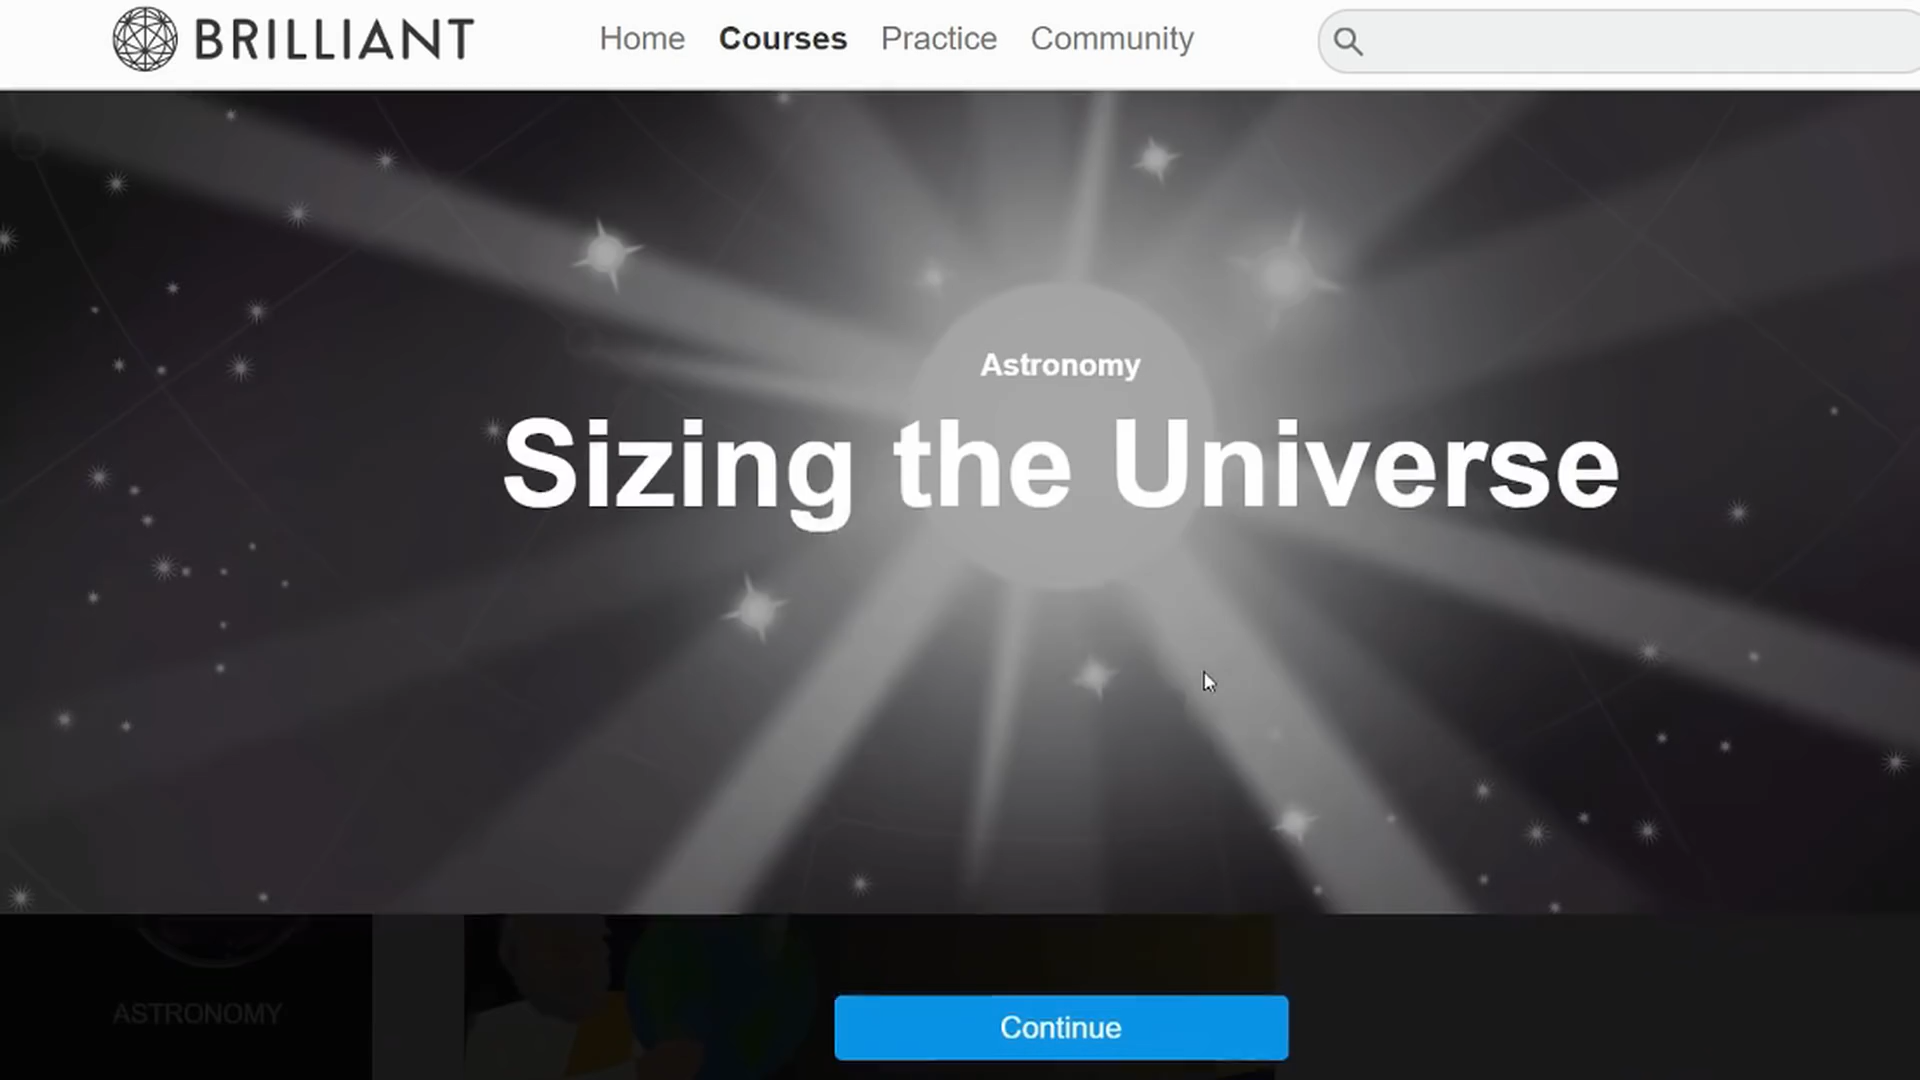 BRILLIANT
Home Courses Practice Community
Astronomy
Sizing the Universe
ASTRONOMY
Continue